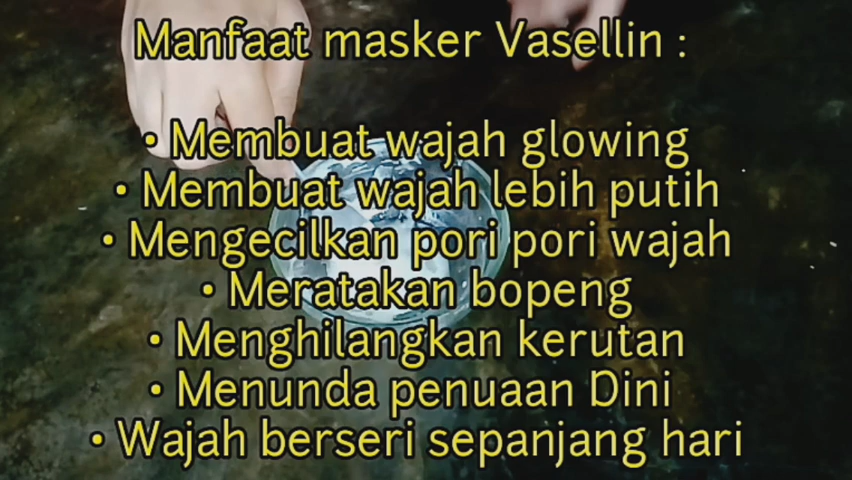 Manfaat masker Vasellin :
• Membuat wajah glowing
• Membuat wajah lebih putih
• Mengecilkan pori pori wajah
• Meratakan bopeng
• Menghilangkan kerutan
• Menunda penuaan Dini
• Wajah berseri sepanjang hari